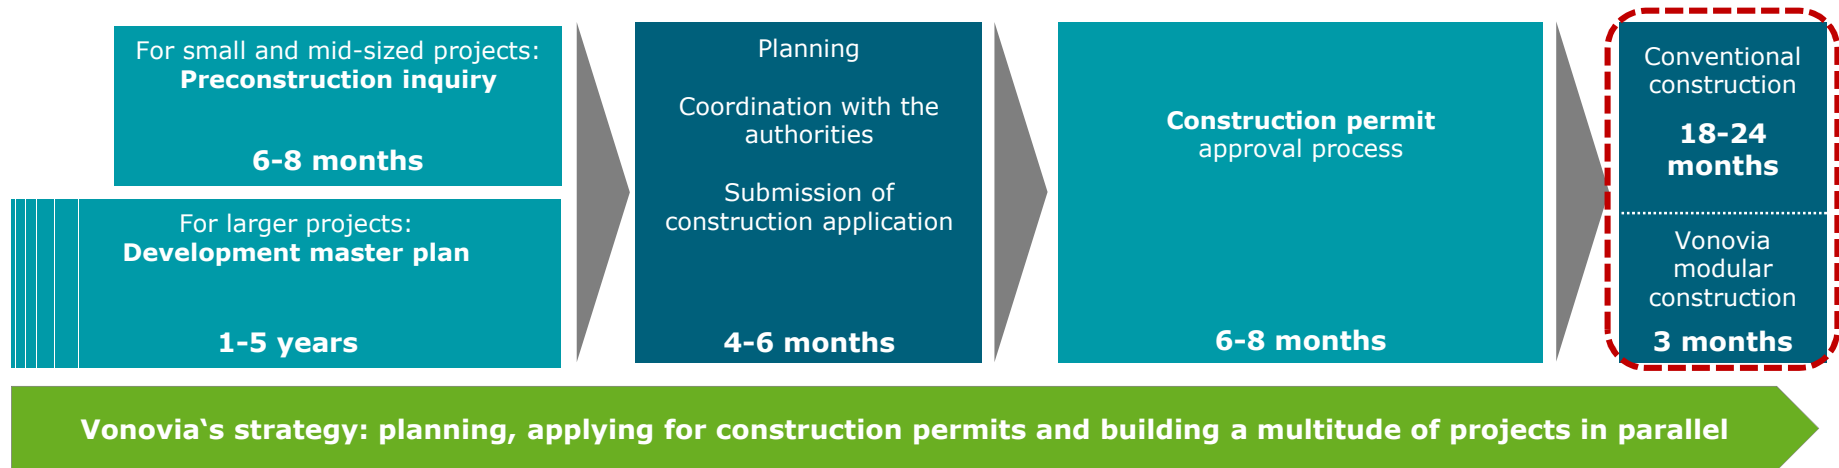 For small and mid-sized projects:
Preconstruction inquiry
6-8 months
For larger projects:
Development master plan
1-5 years
Planning
Coordination with the
authorities
Submission of
construction application
4-6 months
Construction permit
approval process
6-8 months
Conventional
construction
18-24
months
Vonovia
modular
construction
3 months
Vonovia‘s strategy: planning, applying for construction permits and building a multitude of projects in parallel